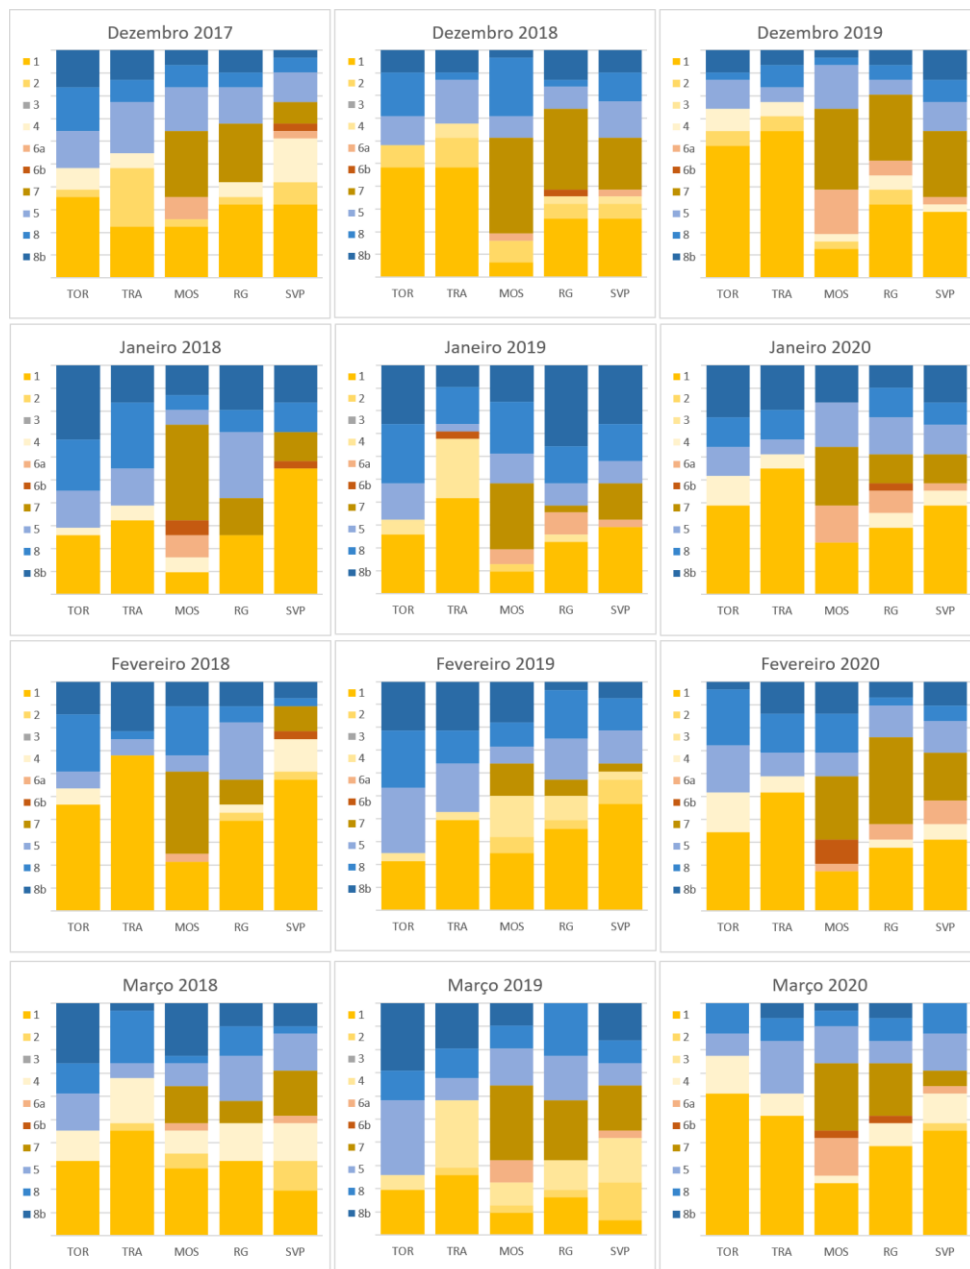 Dezembro 2017
1
2
3
4
6a
6b
7
5
8
8b
TOR TRA MOS RG SVP
Dezembro 2018
1
2
3
4
6a
6b
7
5
8
8b
TOR TRA MOS RG SVP
Dezembro 2019
1
2
3
4
6a
6b
7
5
8
8b
TOR TRA MOS RG SVP
Janeiro 2018
1
2
3
4
6a
6b
7
5
8
8b
TOR TRA MOS RG SVP
Janeiro 2019
1
2
3
4
6a
6b
7
5
8
8b
TOR TRA MOS RG SVP
Janeiro 2020
1
2
3
4
6a
6b
7
5
8
8b
TOR TRA MOS RG SVP
Fevereiro 2018
1
2
3
4
6a
6b
7
5
8
8b
TOR TRA MOS RG SVP
Fevereiro 2019
1
2
3
4
6a
6b
7
5
8
8b
TOR TRA MOS RG SVP
Fevereiro 2020
1
2
3
4
6a
6b
7
5
8
8b
TOR TRA MOS RG SVP
Março 2018
1
2
3
4
6a
6b
7
5
8
8b
TOR TRA MOS RG SVP
Março 2019
1
2
3
4
6a
6b
7
5
8
8b
TOR TRA MOS RG SVP
Março 2020
1
2
3
4
6a
6b
7
5
8
8b
TOR TRA MOS RG SVP